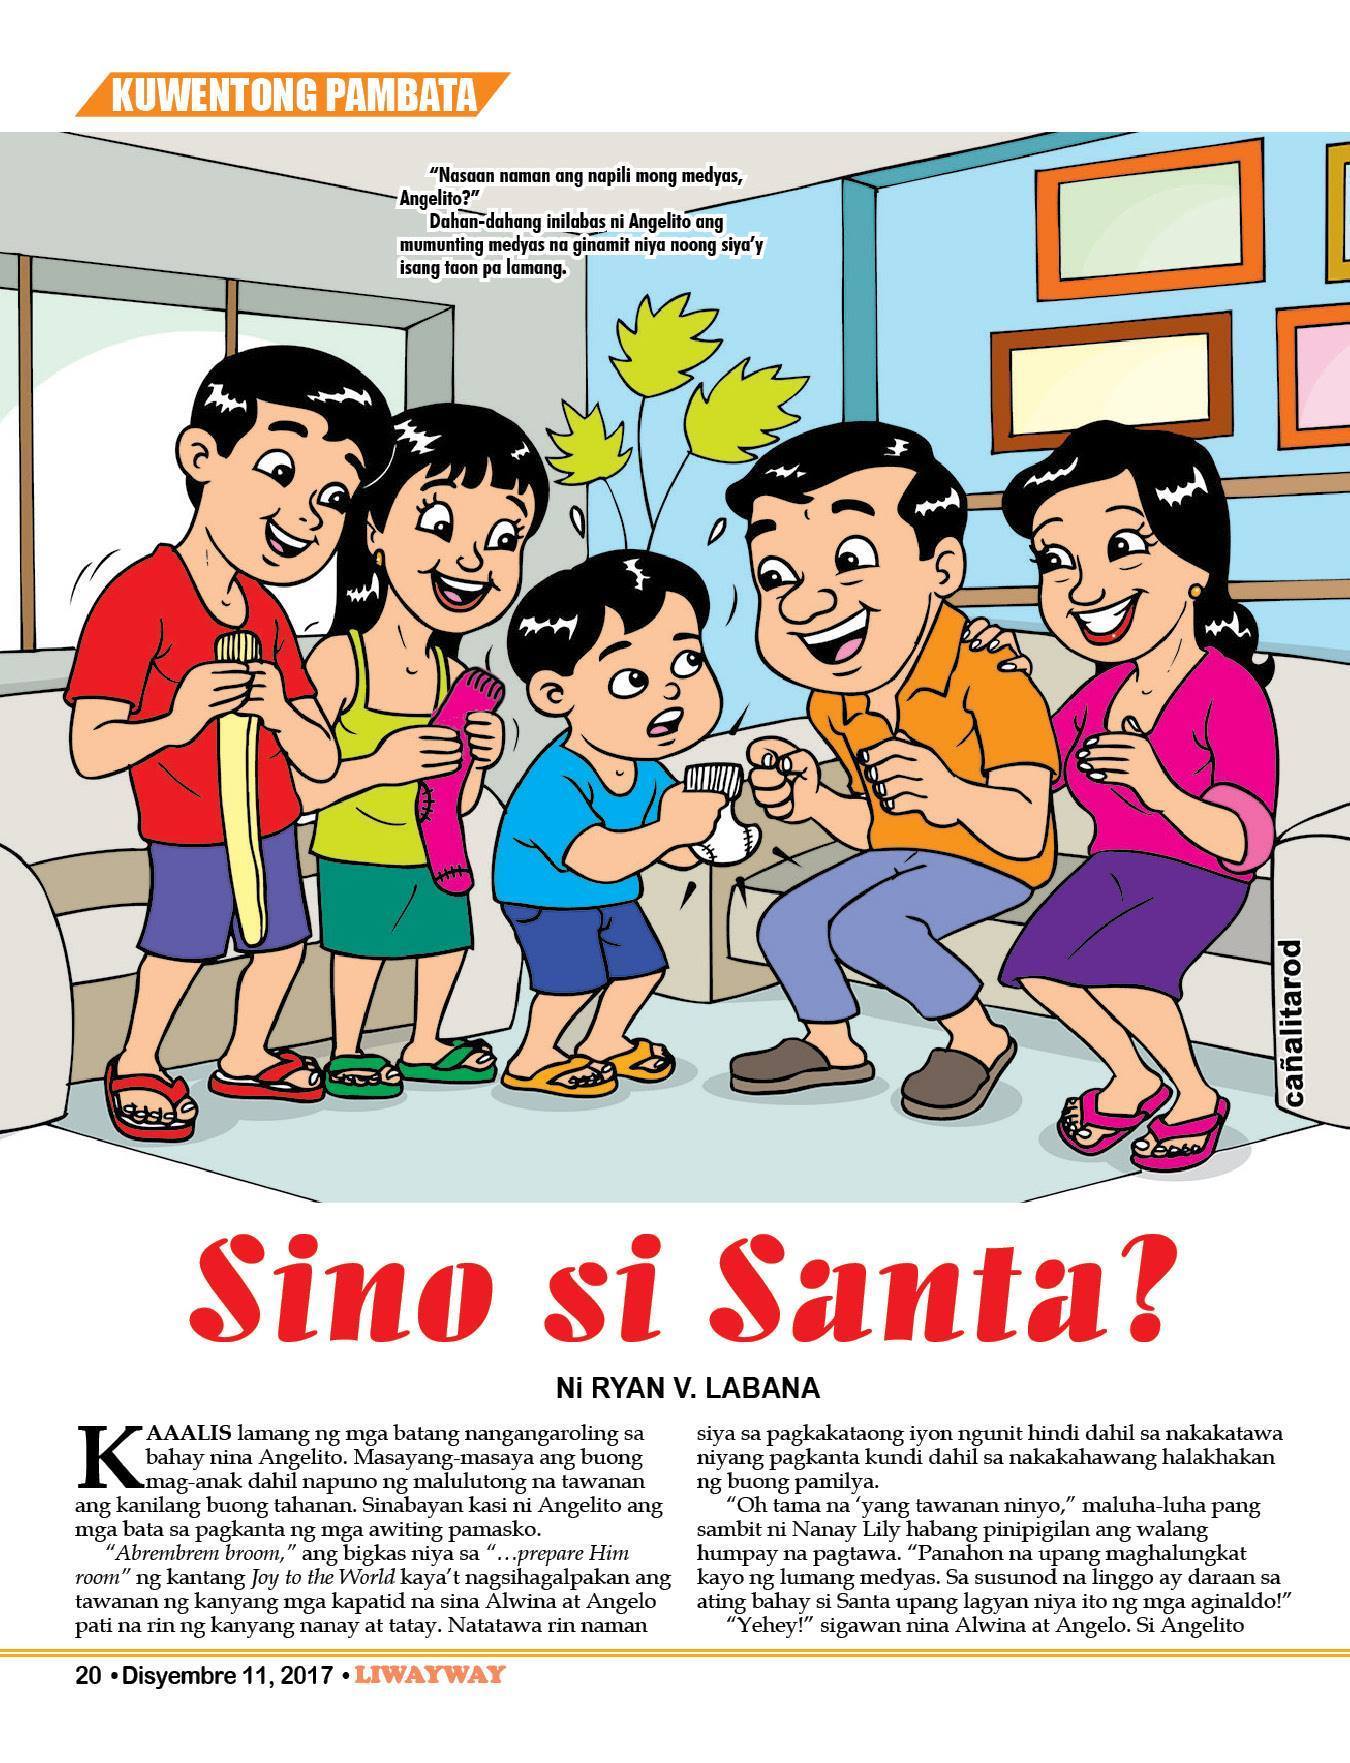 KUWENTONG PAMBATA
“Nasaan naman ang napili mong medyas,
Angelito?”
Dahan-dahang inilabas ni Angelito ang
mumunting medyas na ginamit niya noong siya’y
isang taon pa lamang.
cañalitarod
Sino si Santa?
Ni RYAN V. LABANA
KAAALIS lamang ng mga batang nangangaroling sa
bahay nina Angelito. Masayang-masaya ang buong
mag-anak dahil napuno ng malulutong na tawanan
ang kanilang buong tahanan. Sinabayan kasi ni Angelito ang
mga bata sa pagkanta ng mga awiting pamasko.
“Abrembrem broom,” ang bigkas niya sa “…prepare Him
room” ng kantang Joy to the World kaya’t nagsihagalpakan ang
tawanan ng kanyang mga kapatid na sina Alwina at Angelo
pati na rin ng kanyang nanay at tatay. Natatawa rin naman
siya sa pagkakataong iyon ngunit hindi dahil sa nakakatawa
niyang pagkanta kundi dahil sa nakakahawang halakhakan
ng buong pamilya.
“Oh tama na ‘yang tawanan ninyo,” maluha-luha pang
sambit ni Nanay Lily habang pinipigilan ang walang
humpay na pagtawa. “Panahon na upang maghalungkat
kayo ng lumang medyas. Sa susunod na linggo ay daraan sa
ating bahay si Santa upang lagyan niya ito ng mga aginaldo!”
“Yehey!” sigawan nina Alwina at Angelo. Si Angelito
20 • Disyembre 11, 2017 • LIWAYWAY